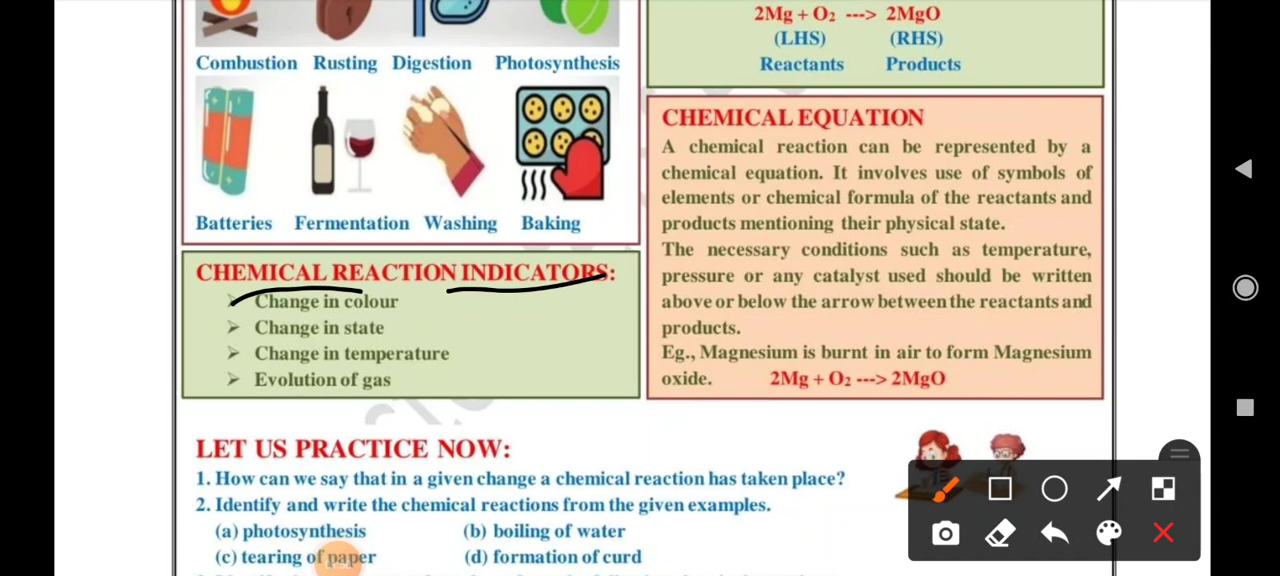 2Mg + O₂ ---> 2MgO
(LHS) (RHS)
Reactants Products
Combustion Rusting Digestion Photosynthesis
Batteries Fermentation Washing Baking
CHEMICAL REACTION INDICATORS:
➢ Change in colour
➢ Change in state
➢ Change in temperature
➢ Evolution of gas
CHEMICAL EQUATION
A chemical reaction can be represented by a
chemical equation. It involves use of symbols of
elements or chemical formula of the reactants and
products mentioning their physical state.
The necessary conditions such as temperature,
pressure or any catalyst used should be written
above or below the arrow between the reactants and
products.
Eg., Magnesium is burnt in air to form Magnesium
oxide. 2Mg + O₂ ---> 2MgO
LET US PRACTICE NOW:
1. How can we say that in a given change a chemical reaction has taken place?
2. Identify and write the chemical reactions from the given examples.
(a) photosynthesis (b) boiling of water
(c) tearing of paper (d) formation of curd